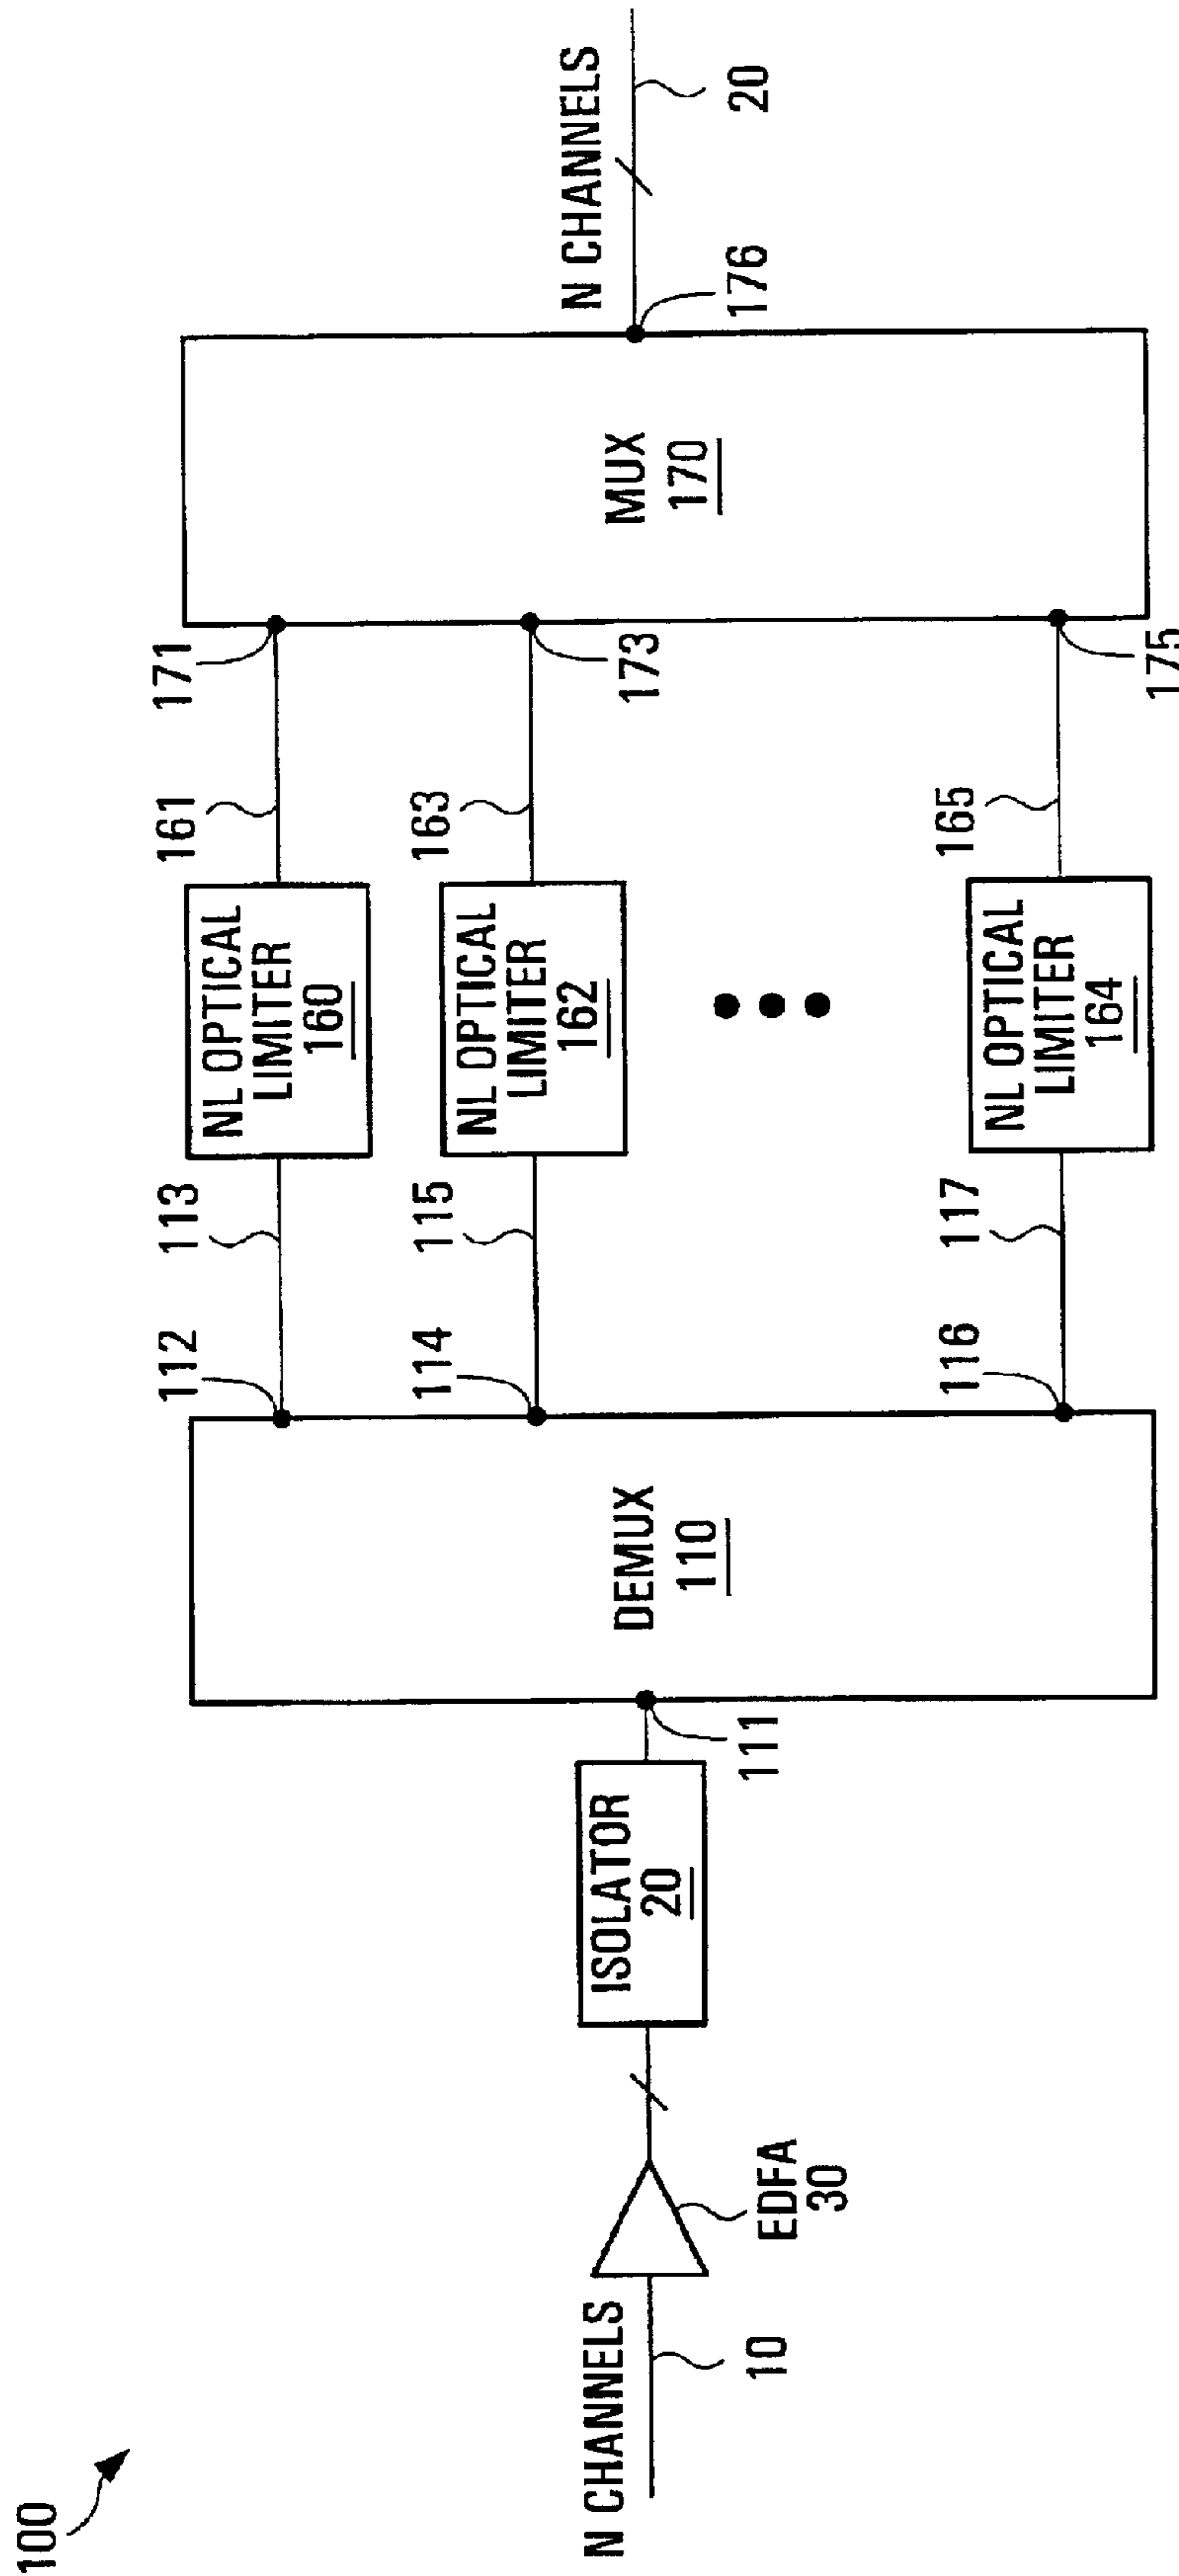 100
N CHANNELS
10
EDFA
30
ISOLATOR
20
111
DEMUX
110
112
113
114
115
116
117
NL OPTICAL
LIMITER
160
NL OPTICAL
LIMITER
162
NL OPTICAL
LIMITER
164
161
163
165
171
173
175
MUX
170
176
N CHANNELS
20